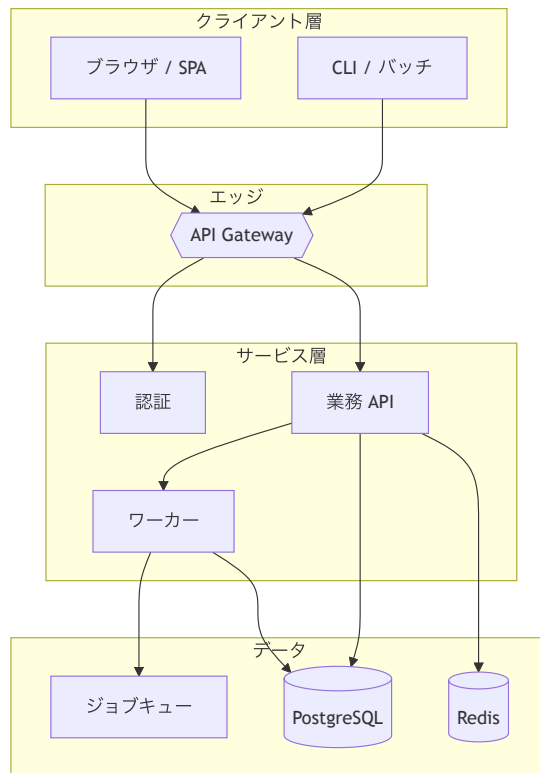 クライアント層
ブラウザ / SPA
CLI / バッチ
エッジ
API Gateway
サービス層
認証
業務 API
ワーカー
データ
ジョブキュー
PostgreSQL
Redis